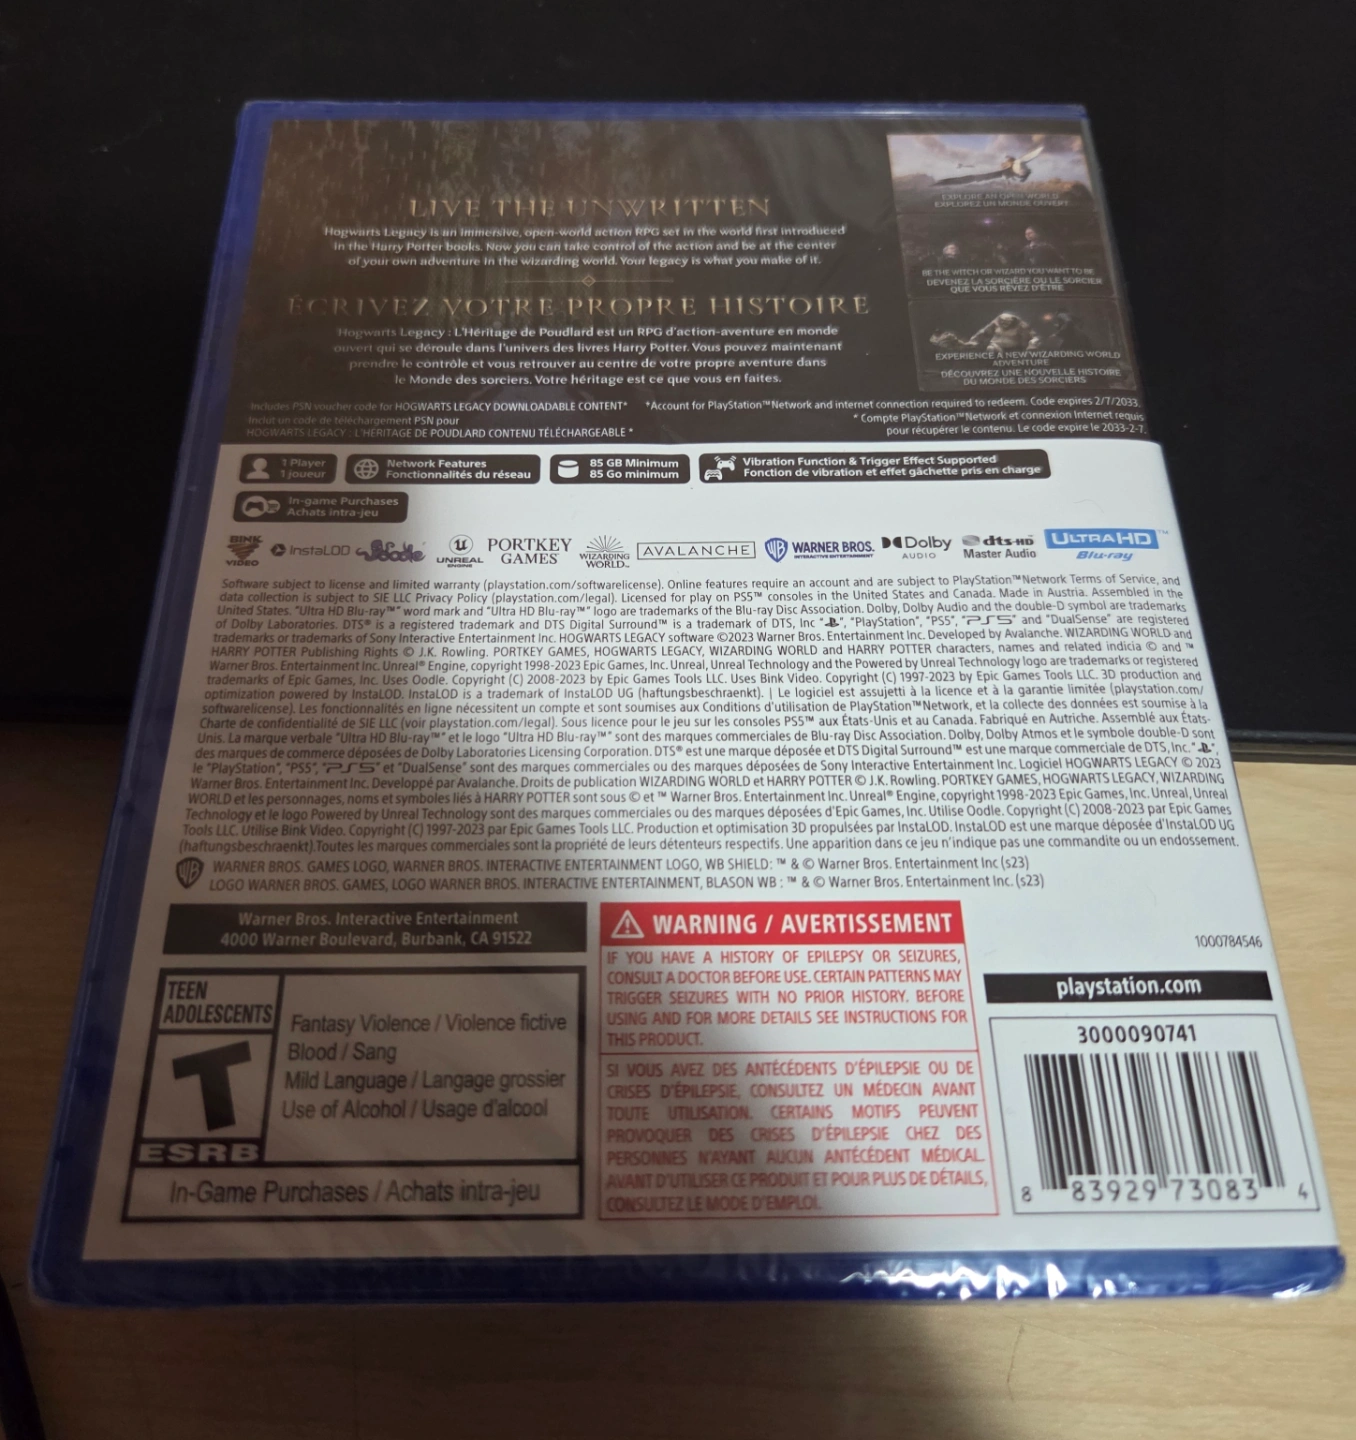 LIVE THE UNWRITTEN
Hogwarts Legacy is an immersive, open-world action RPG set in the world first introduced
in the Harry Potter books. Now you can take control of the action and be at the center
of your own adventure in the wizarding world. Your legacy is what you make of it.
ÉCRIVEZ VOTRE PROPRE HISTOIRE
Hogwarts Legacy : L'Héritage de Poudlard est un RPG d'action-aventure en monde
ouvert qui se déroule dans l'univers des livres Harry Potter. Vous pouvez maintenant
prendre le contrôle et vous retrouver au centre de votre propre aventure dans
le Monde des sorciers. Votre héritage est ce que vous en faites.
EXPLORE AN OPEN WORLD
EXPLOREZ UN MONDE OUVERT
BE THE WITCH OR WIZARD YOU WANT TO BE
DEVENEZ LA SORCIÈRE OU LE SORCIER
QUE VOUS RÊVEZ D'ÊTRE
EXPERIENCE A NEW WIZARDING WORLD
ADVENTURE
DÉCOUVREZ UNE NOUVELLE HISTOIRE
DU MONDE DES SORCIERS
Includes PSN voucher code for HOGWARTS LEGACY DOWNLOADABLE CONTENT*
Inclut un code de téléchargement PSN pour
HOGWARTS LEGACY : L'HÉRITAGE DE POUDLARD CONTENU TÉLÉCHARGEABLE *
*Account for PlayStation™Network and internet connection required to redeem. Code expires 2/7/2033.
* Compte PlayStation™Network et connexion Internet requis
pour récupérer le contenu. Le code expire le 2033-2-7.
1 Player
1 joueur
Network Features
Fonctionnalités du réseau
85 GB Minimum
85 Go minimum
Vibration Function & Trigger Effect Supported
Fonction de vibration et effet gâchette pris en charge
In-game Purchases
Achats intra-jeu
BINK VIDEO
InstaLOD
Oodle
UNREAL ENGINE
PORTKEY GAMES
WIZARDING WORLD™
AVALANCHE
WARNER BROS. INTERACTIVE ENTERTAINMENT
Dolby AUDIO
dts-HD Master Audio
ULTRA HD Blu-ray™
Software subject to license and limited warranty (playstation.com/softwarelicense). Online features require an account and are subject to PlayStation™Network Terms of Service, and
data collection is subject to SIE LLC Privacy Policy (playstation.com/legal). Licensed for play on PS5™ consoles in the United States and Canada. Made in Austria. Assembled in the
United States. "Ultra HD Blu-ray™" word mark and "Ultra HD Blu-ray™" logo are trademarks of the Blu-ray Disc Association. Dolby, Dolby Audio and the double-D symbol are trademarks
of Dolby Laboratories. DTS® is a registered trademark and DTS Digital Surround™ is a trademark of DTS, Inc "", "PlayStation", "PS5", "PS5" and "DualSense" are registered
trademarks or trademarks of Sony Interactive Entertainment Inc. HOGWARTS LEGACY software ©2023 Warner Bros. Entertainment Inc. Developed by Avalanche. WIZARDING WORLD and
HARRY POTTER Publishing Rights © J.K. Rowling. PORTKEY GAMES, HOGWARTS LEGACY, WIZARDING WORLD and HARRY POTTER characters, names and related indicia © and ™
Warner Bros. Entertainment Inc. Unreal® Engine, copyright 1998-2023 Epic Games, Inc. Unreal, Unreal Technology and the Powered by Unreal Technology logo are trademarks or registered
trademarks of Epic Games, Inc. Uses Oodle. Copyright (C) 2008-2023 by Epic Games Tools LLC. Uses Bink Video. Copyright (C) 1997-2023 by Epic Games Tools LLC. 3D production and
optimization powered by InstaLOD. InstaLOD is a trademark of InstaLOD UG (haftungsbeschraenkt). | Le logiciel est assujetti à la licence et à la garantie limitée (playstation.com/
softwarelicense). Les fonctionnalités en ligne nécessitent un compte et sont soumises aux Conditions d'utilisation de PlayStation™Network, et la collecte des données est soumise à la
Charte de confidentialité de SIE LLC (voir playstation.com/legal). Sous licence pour le jeu sur les consoles PS5™ aux États-Unis et au Canada. Fabriqué en Autriche. Assemblé aux États-
Unis. La marque verbale "Ultra HD Blu-ray™" et le logo "Ultra HD Blu-ray™" sont des marques commerciales de Blu-ray Disc Association. Dolby, Dolby Atmos et le symbole double-D sont
des marques de commerce déposées de Dolby Laboratories Licensing Corporation. DTS® est une marque déposée et DTS Digital Surround™ est une marque commerciale de DTS, Inc. "",
le "PlayStation", "PS5", "PS5" et "DualSense" sont des marques commerciales ou des marques déposées de Sony Interactive Entertainment Inc. Logiciel HOGWARTS LEGACY © 2023
Warner Bros. Entertainment Inc. Developpé par Avalanche. Droits de publication WIZARDING WORLD et HARRY POTTER © J.K. Rowling. PORTKEY GAMES, HOGWARTS LEGACY, WIZARDING
WORLD et les personnages, noms et symboles liés à HARRY POTTER sont sous © et ™ Warner Bros. Entertainment Inc. Unreal® Engine, copyright 1998-2023 Epic Games, Inc. Unreal, Unreal
Technology et le logo Powered by Unreal Technology sont des marques commerciales ou des marques déposées d'Epic Games, Inc. Utilise Oodle. Copyright (C) 2008-2023 par Epic Games
Tools LLC. Utilise Bink Video. Copyright (C) 1997-2023 par Epic Games Tools LLC. Production et optimisation 3D propulsées par InstaLOD. InstaLOD est une marque déposée d'InstaLOD UG
(haftungsbeschraenkt).Toutes les marques commerciales sont la propriété de leurs détenteurs respectifs. Une apparition dans ce jeu n'indique pas une commandite ou un endossement.
WARNER BROS. GAMES LOGO, WARNER BROS. INTERACTIVE ENTERTAINMENT LOGO, WB SHIELD: ™ & © Warner Bros. Entertainment Inc (s23)
LOGO WARNER BROS. GAMES, LOGO WARNER BROS. INTERACTIVE ENTERTAINMENT, BLASON WB : ™ & © Warner Bros. Entertainment Inc. (s23)
Warner Bros. Interactive Entertainment
4000 Warner Boulevard, Burbank, CA 91522
TEEN
ADOLESCENTS
T
ESRB
Fantasy Violence / Violence fictive
Blood / Sang
Mild Language / Langage grossier
Use of Alcohol / Usage d'alcool
In-Game Purchases / Achats intra-jeu
WARNING / AVERTISSEMENT
IF YOU HAVE A HISTORY OF EPILEPSY OR SEIZURES,
CONSULT A DOCTOR BEFORE USE. CERTAIN PATTERNS MAY
TRIGGER SEIZURES WITH NO PRIOR HISTORY. BEFORE
USING AND FOR MORE DETAILS SEE INSTRUCTIONS FOR
THIS PRODUCT.
SI VOUS AVEZ DES ANTÉCÉDENTS D'ÉPILEPSIE OU DE
CRISES D'ÉPILEPSIE, CONSULTEZ UN MÉDECIN AVANT
TOUTE UTILISATION. CERTAINS MOTIFS PEUVENT
PROVOQUER DES CRISES D'ÉPILEPSIE CHEZ DES
PERSONNES N'AYANT AUCUN ANTÉCÉDENT MÉDICAL.
AVANT D'UTILISER CE PRODUIT ET POUR PLUS DE DÉTAILS,
CONSULTEZ LE MODE D'EMPLOI.
1000784546
playstation.com
3000090741
8 83929 73083 4